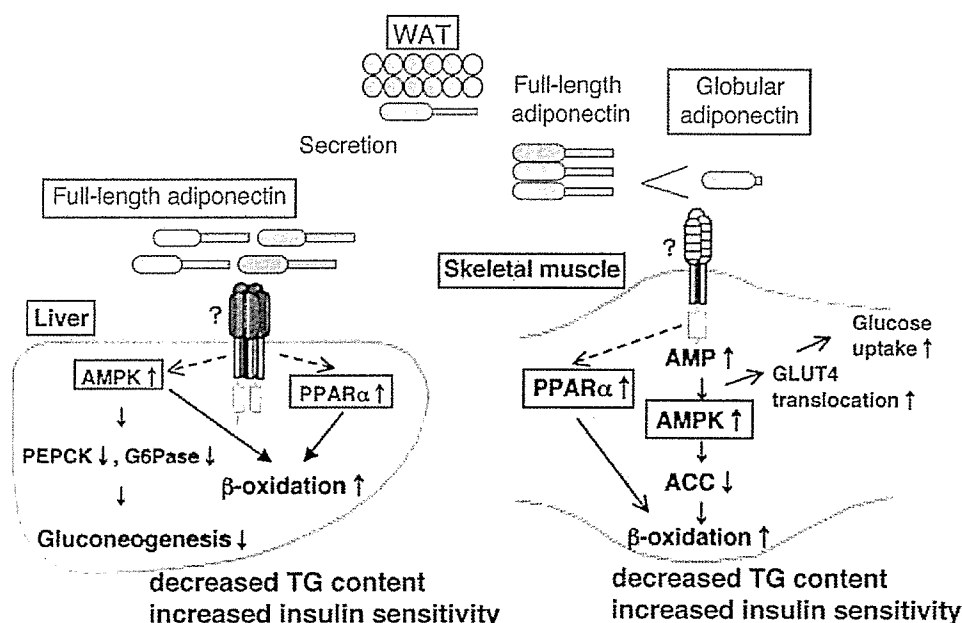 WAT
Secretion
Full-length
adiponectin
Globular
adiponectin
Full-length adiponectin
?
Liver
AMPK ↑
PPARα ↑
PEPCK ↓, G6Pase ↓
β-oxidation ↑
Gluconeogenesis ↓
decreased TG content
increased insulin sensitivity
?
Skeletal muscle
AMP ↑
Glucose
uptake ↑
GLUT4
translocation ↑
PPARα ↑
AMPK ↑
ACC ↓
β-oxidation ↑
decreased TG content
increased insulin sensitivity